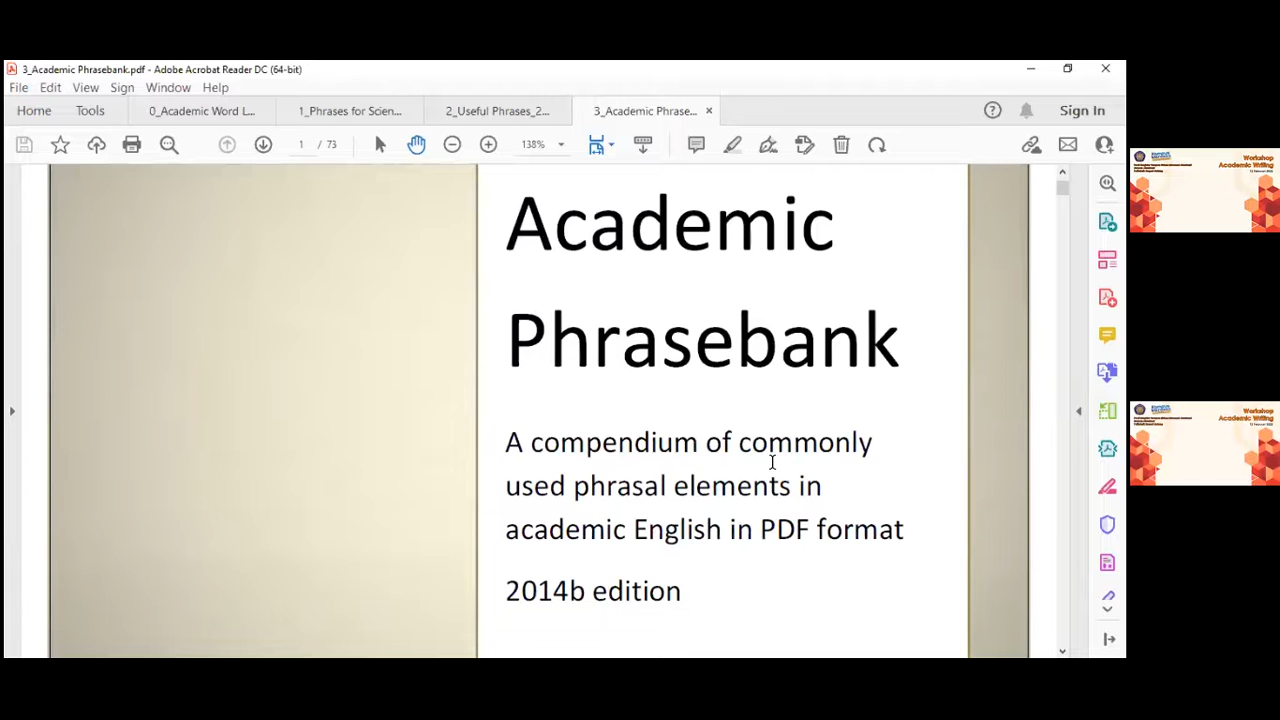 3_Academic Phrasebank.pdf - Adobe Acrobat Reader DC (64-bit)
File Edit View Sign Window Help
Home Tools 0_Academic Word L... 1_Phrases for Scien... 2_Useful Phrases_2... 3_Academic Phrase... × Sign In
1 / 73 138%
Academic
Phrasebank
A compendium of commonly
used phrasal elements in
academic English in PDF format
2014b edition
Workshop
Academic Writing
Workshop
Academic Writing